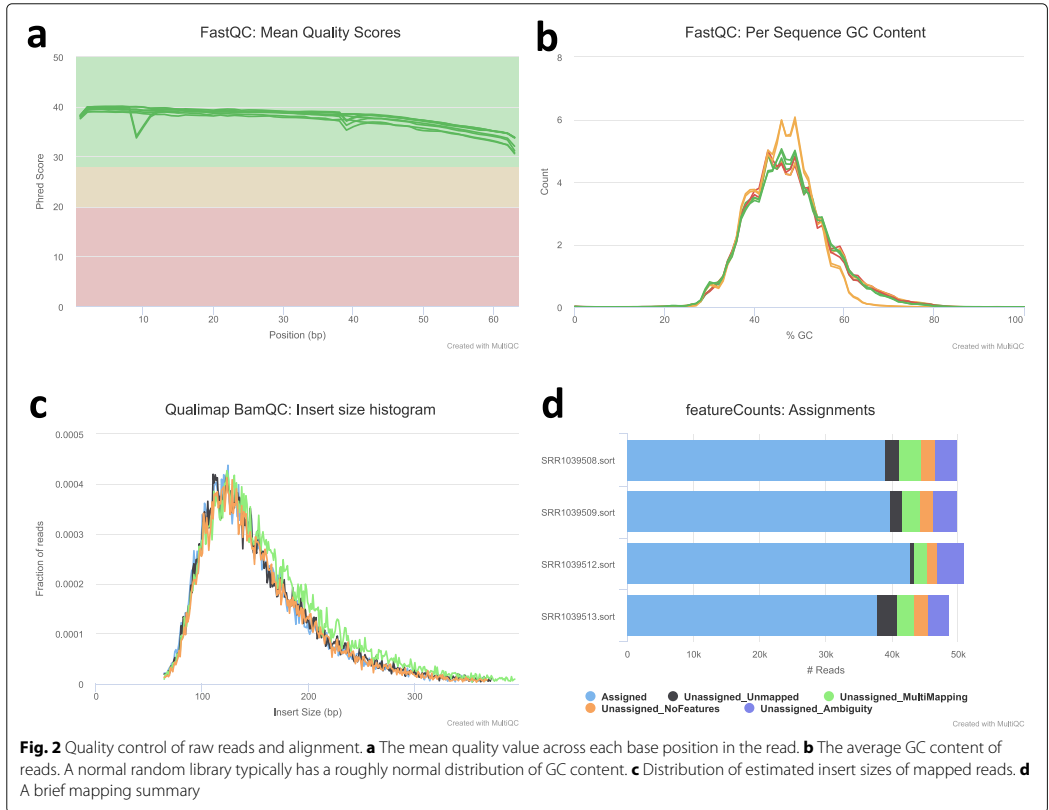 a
FastQC: Mean Quality Scores
Phred Score
50
40
30
20
10
0
10
20
30
40
50
60
Position (bp)
Created with MultiQC
b
FastQC: Per Sequence GC Content
Count
8
6
4
2
0
0
20
40
60
80
100
% GC
Created with MultiQC
c
Qualimap BamQC: Insert size histogram
Fraction of reads
0.0005
0.0004
0.0003
0.0002
0.0001
0
0
100
200
300
Insert Size (bp)
Created with MultiQC
d
featureCounts: Assignments
SRR1039508.sort
SRR1039509.sort
SRR1039512.sort
SRR1039513.sort
0
10k
20k
30k
40k
50k
# Reads
Assigned
Unassigned_Unmapped
Unassigned_MultiMapping
Unassigned_NoFeatures
Unassigned_Ambiguity
Created with MultiQC
Fig. 2 Quality control of raw reads and alignment. a The mean quality value across each base position in the read. b The average GC content of
reads. A normal random library typically has a roughly normal distribution of GC content. c Distribution of estimated insert sizes of mapped reads. d
A brief mapping summary